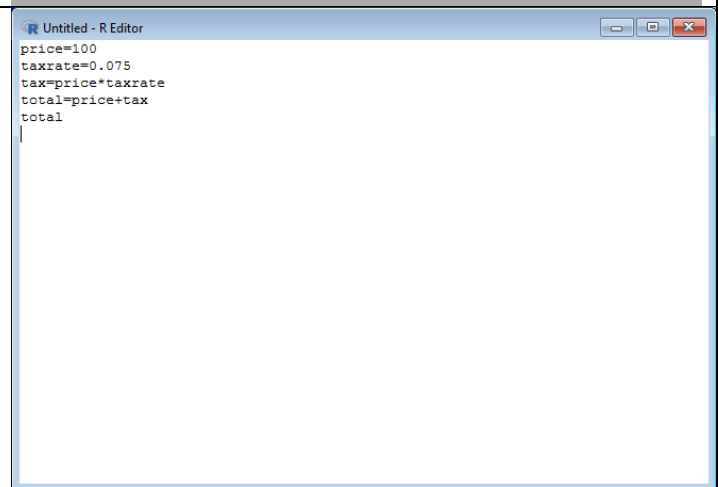 Untitled - R Editor
price=100
taxrate=0.075
tax=price*taxrate
total=price+tax
total